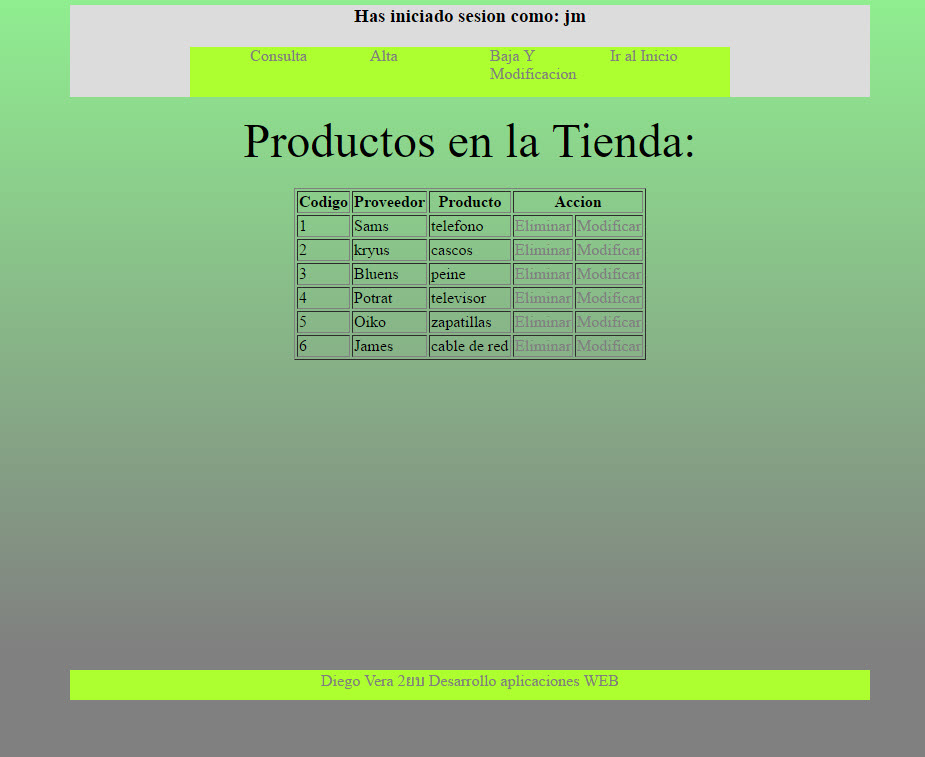 Has iniciado sesion como: jm
Consulta Alta Baja Y Modificacion Ir al Inicio
Productos en la Tienda:
Codigo Proveedor Producto Accion
1 Sams telefono Eliminar Modificar
2 kryus cascos Eliminar Modificar
3 Bluens peine Eliminar Modificar
4 Potrat televisor Eliminar Modificar
5 Oiko zapatillas Eliminar Modificar
6 James cable de red Eliminar Modificar
Diego Vera Desarrollo aplicaciones WEB